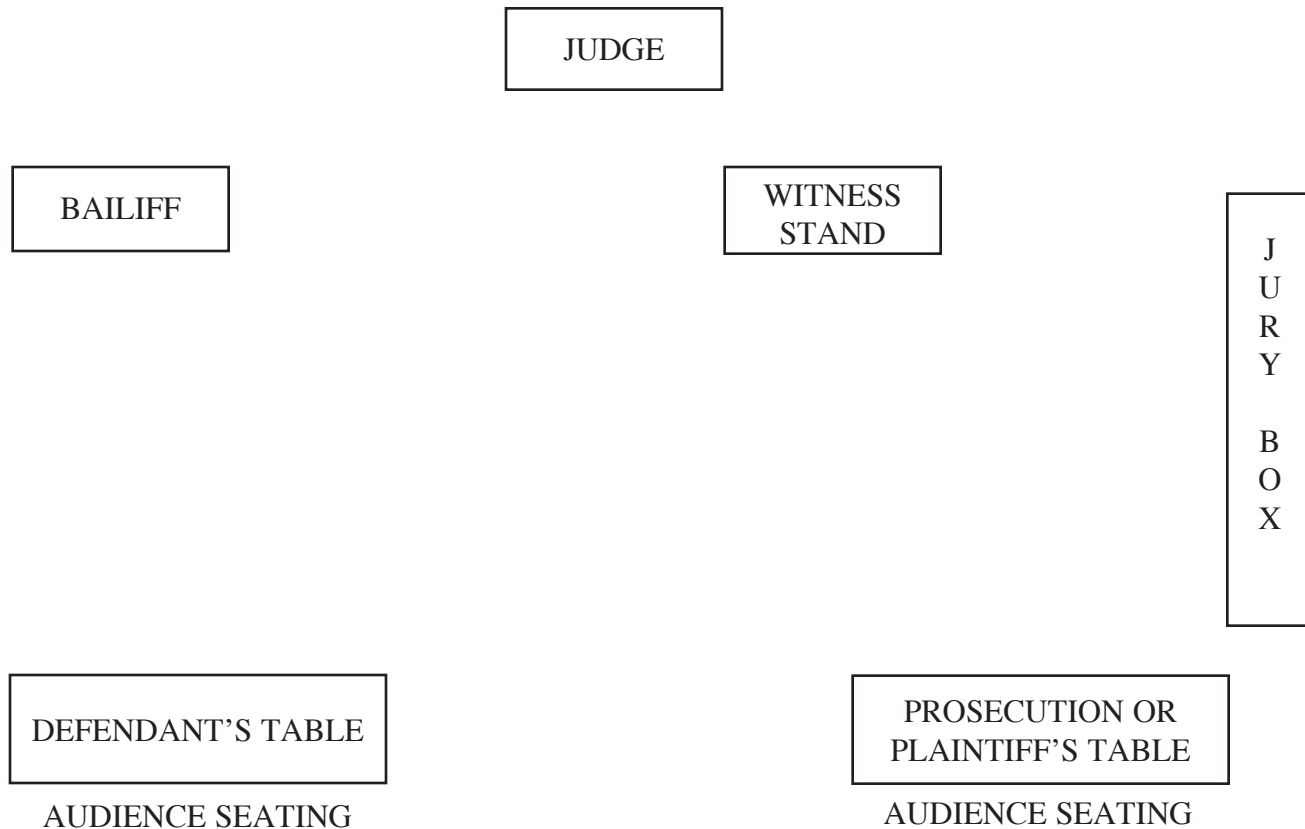 JUDGE
BAILIFF
WITNESS
STAND
J
U
R
Y
B
O
X
DEFENDANT’S TABLE
PROSECUTION OR
PLAINTIFF’S TABLE
AUDIENCE SEATING
AUDIENCE SEATING